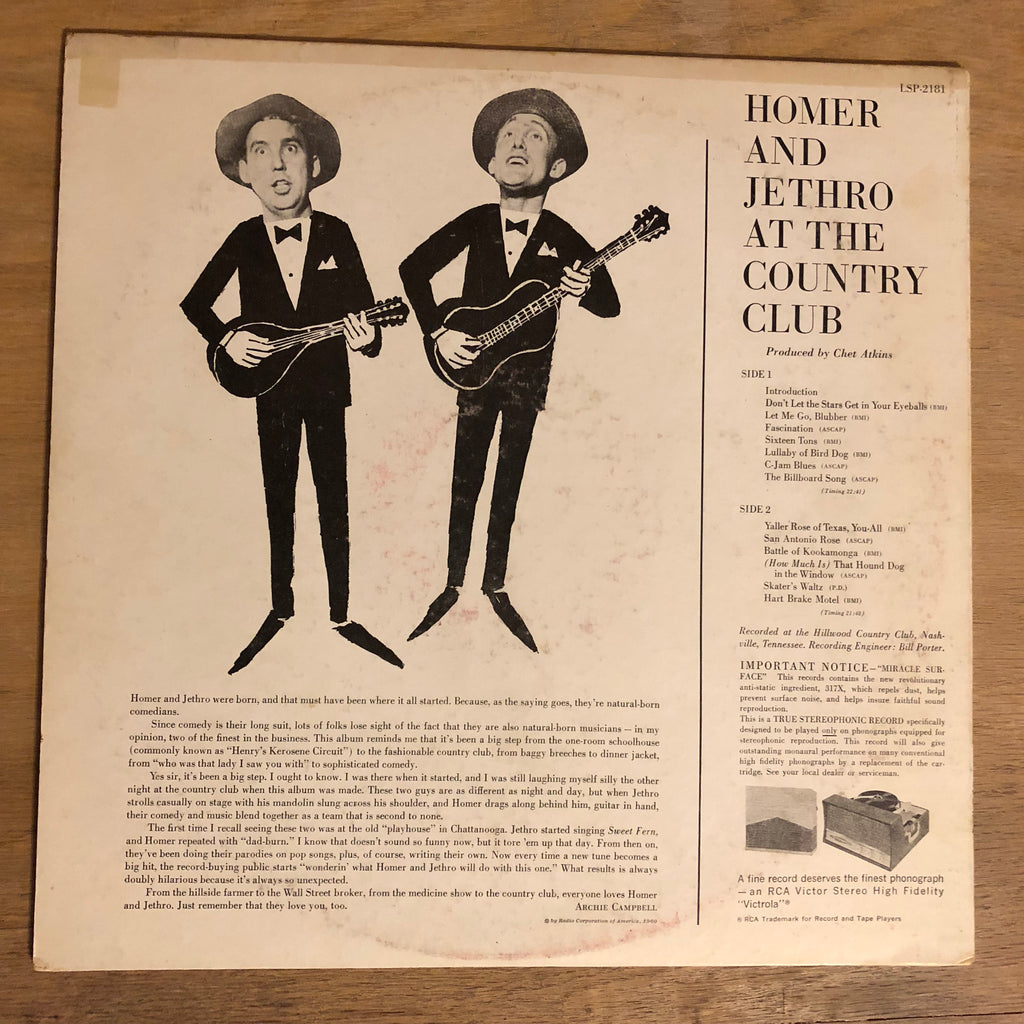 LSP-2181
HOMER
AND
JETHRO
AT THE
COUNTRY
CLUB
Produced by Chet Atkins
SIDE 1
Introduction
Don't Let the Stars Get in Your Eyeballs (BMI)
Let Me Go, Blubber (BMI)
Fascination (ASCAP)
Sixteen Tons (BMI)
Lullaby of Bird Dog (BMI)
C-Jam Blues (ASCAP)
The Billboard Song (ASCAP)
(Timing 22:41)
SIDE 2
Yaller Rose of Texas, You-All (BMI)
San Antonio Rose (ASCAP)
Battle of Kookamonga (BMI)
(How Much Is) That Hound Dog
in the Window (ASCAP)
Skater's Waltz (P.D.)
Hart Brake Motel (BMI)
(Timing 21:40)
Recorded at the Hillwood Country Club, Nash-
ville, Tennessee. Recording Engineer: Bill Porter.
IMPORTANT NOTICE—"MIRACLE SUR-
FACE" This records contains the new revolutionary
anti-static ingredient, 317X, which repels dust, helps
prevent surface noise, and helps insure faithful sound
reproduction.
This is a TRUE STEREOPHONIC RECORD specifically
designed to be played only on phonographs equipped for
stereophonic reproduction. This record will also give
outstanding monaural performance on many conventional
high fidelity phonographs by a replacement of the car-
tridge. See your local dealer or serviceman.
A fine record deserves the finest phonograph
—an RCA Victor Stereo High Fidelity
"Victrola"®
® RCA Trademark for Record and Tape Players
Homer and Jethro were born, and that must have been where it all started. Because, as the saying goes, they're natural-born
comedians.
Since comedy is their long suit, lots of folks lose sight of the fact that they are also natural-born musicians — in my
opinion, two of the finest in the business. This album reminds me that it's been a big step from the one-room schoolhouse
(commonly known as "Henry's Kerosene Circuit") to the fashionable country club, from baggy breeches to dinner jacket,
from "who was that lady I saw you with" to sophisticated comedy.
Yes sir, it's been a big step. I ought to know. I was there when it started, and I was still laughing myself silly the other
night at the country club when this album was made. These two guys are as different as night and day, but when Jethro
strolls casually on stage with his mandolin slung across his shoulder, and Homer drags along behind him, guitar in hand,
their comedy and music blend together as a team that is second to none.
The first time I recall seeing these two was at the old "playhouse" in Chattanooga. Jethro started singing Sweet Fern,
and Homer repeated with "dad-burn." I know that doesn't sound so funny now, but it tore 'em up that day. From then on,
they've been doing their parodies on pop songs, plus, of course, writing their own. Now every time a new tune becomes a
big hit, the record-buying public starts "wonderin' what Homer and Jethro will do with this one." What results is always
doubly hilarious because it's always so unexpected.
From the hillside farmer to the Wall Street broker, from the medicine show to the country club, everyone loves Homer
and Jethro. Just remember that they love you, too. ARCHIE CAMPBELL
© by Radio Corporation of America, 1960